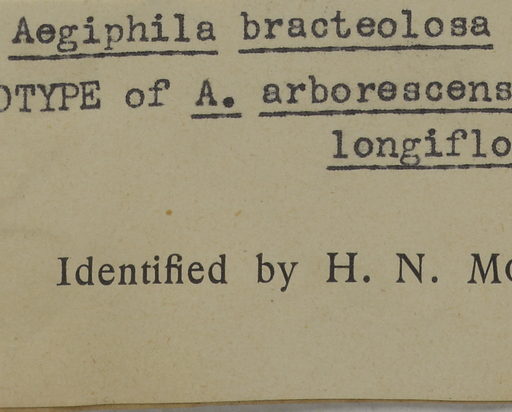 Aegiphila bracteolosa
OTYPE of A. arborescens
longiflo
Identified by H. N. Mo